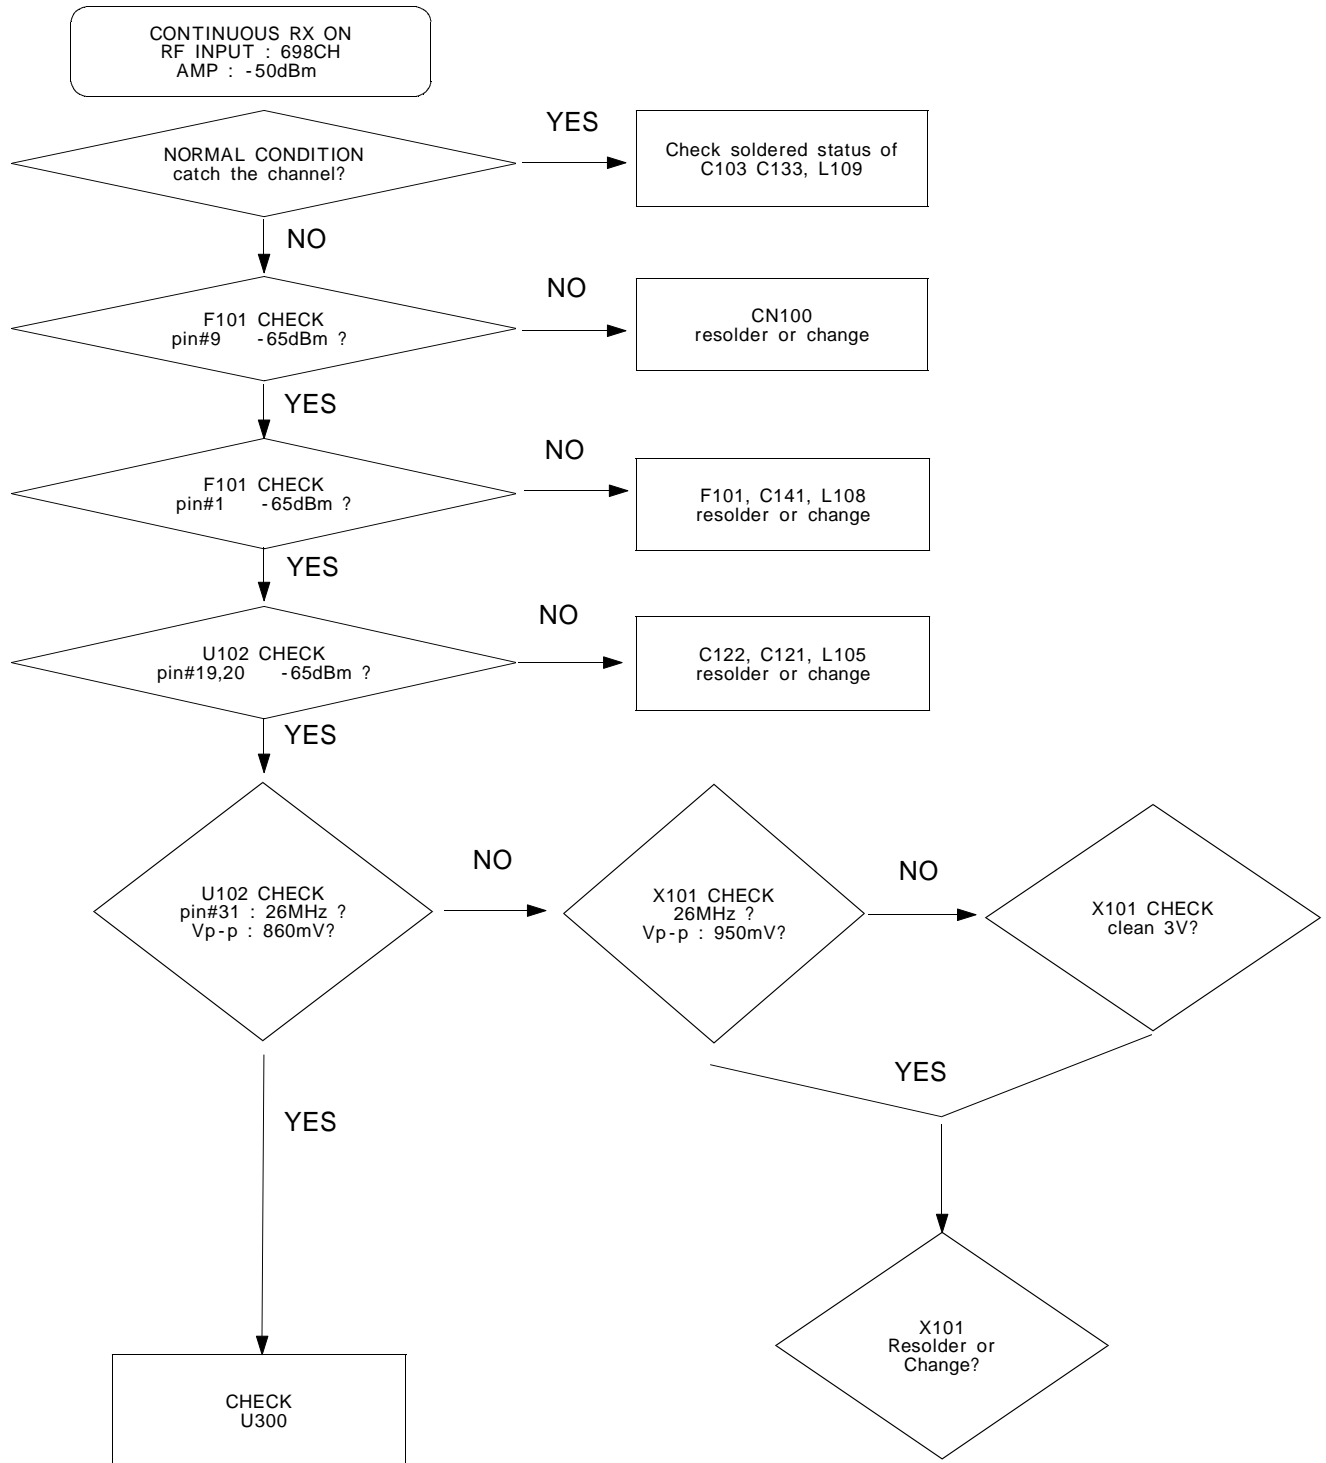 CONTINUOUS RX ON
RF INPUT : 698CH
AMP : -50dBm
NORMAL CONDITION
catch the channel?
YES
Check soldered status of
C103 C133, L109
NO
F101 CHECK
pin#9 -65dBm ?
NO
CN100
resolder or change
YES
F101 CHECK
pin#1 -65dBm ?
NO
F101, C141, L108
resolder or change
YES
U102 CHECK
pin#19,20 -65dBm ?
NO
C122, C121, L105
resolder or change
YES
U102 CHECK
pin#31 : 26MHz ?
Vp-p : 860mV?
NO
X101 CHECK
26MHz ?
Vp-p : 950mV?
NO
X101 CHECK
clean 3V?
YES
YES
X101
Resolder or
Change?
CHECK
U300